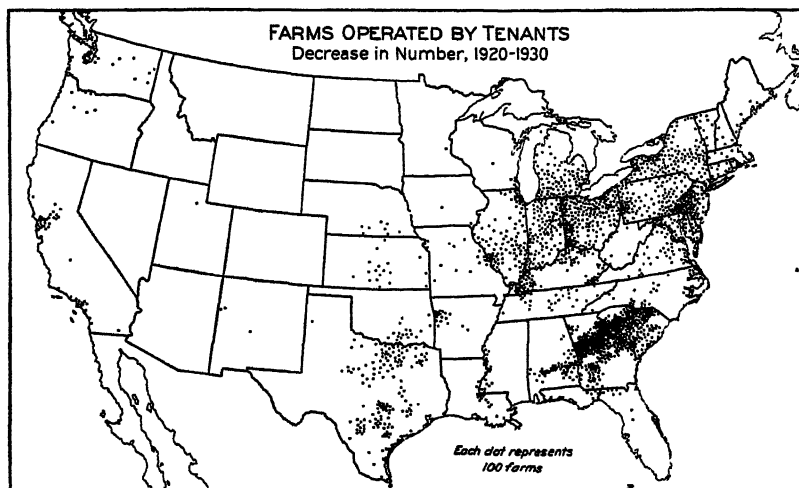 FARMS OPERATED BY TENANTS
Decrease in Number, 1920-1930
Each dot represents
100 farms